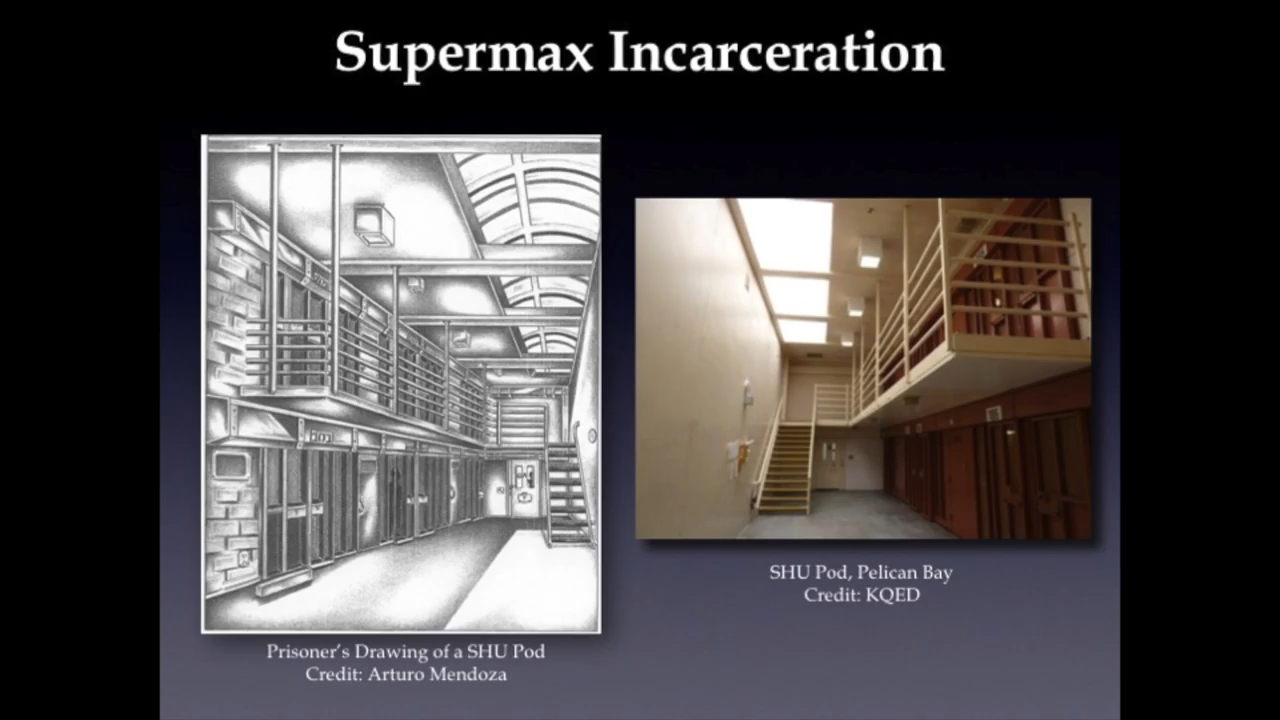 Supermax Incarceration
Prisoner's Drawing of a SHU Pod
Credit: Arturo Mendoza
SHU Pod, Pelican Bay
Credit: KQED